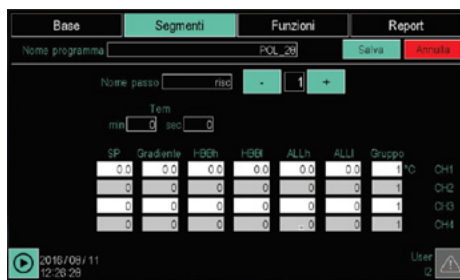 Base Segmenti Funzioni Report
Nome programma POL_28 Salva Annulla
Nome passo risc - 1 +
Tem
min 0 sec 0
SP Gradiente HBBh HBBl ALLh ALLl Gruppo
0.0 0.0 0.0 0.0 0.0 0.0 1 °C CH1
0 0 0 0 0 0 1 CH2
0 0 0 0 0 0 1 CH3
0 0 0 0 0 0 1 CH4
2016/09/11 User
12:26:28 l2